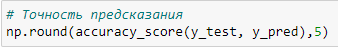 # Точность предсказания
np.round(accuracy_score(y_test, y_pred),5)